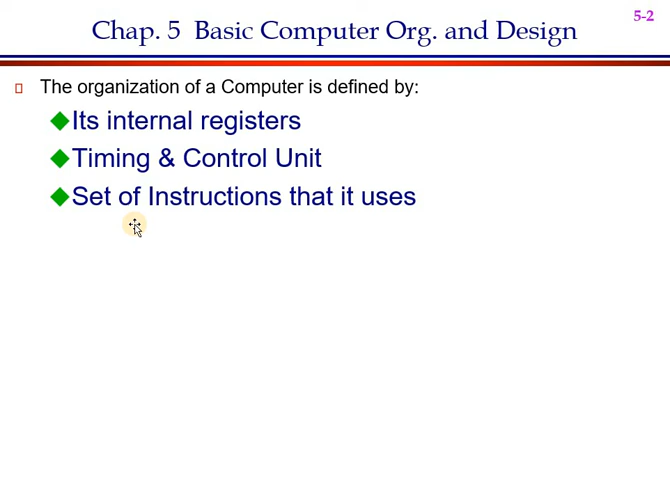 5-2
Chap. 5 Basic Computer Org. and Design
The organization of a Computer is defined by:
Its internal registers
Timing & Control Unit
Set of Instructions that it uses